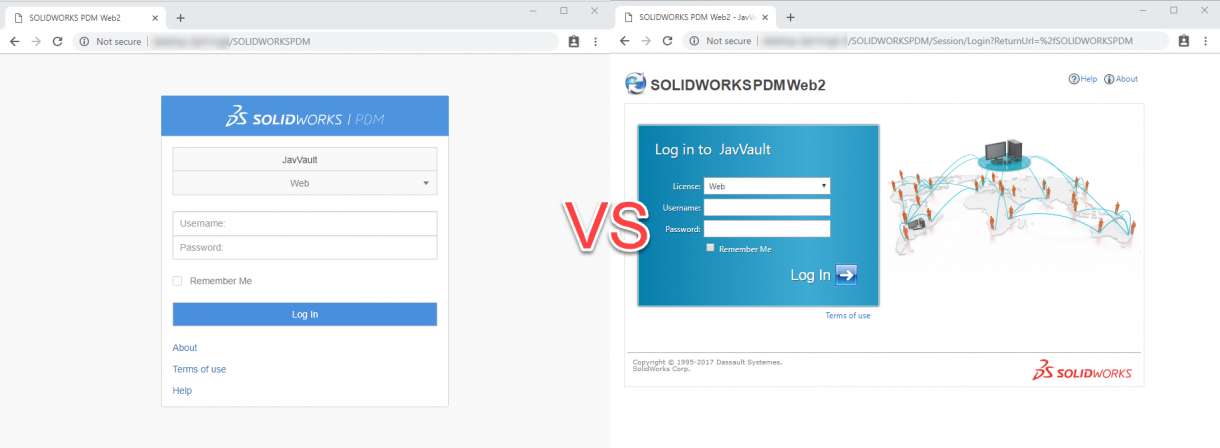 SOLIDWORKS PDM Web2
Not secure
/SOLIDWORKSPDM
SOLIDWORKS | PDM
JavVault
Web
Username:
Password:
Remember Me
Log In
About
Terms of use
Help
VS
SOLIDWORKS PDM Web2 - JavV
Not secure
/SOLIDWORKSPDM/Session/Login?ReturnUrl=%2fSOLIDWORKSPDM
SOLIDWORKSPDM Web2
Help About
Log in to JavVault
License: Web
Username:
Password:
Remember Me
Log In
Terms of use
Copyright © 1995-2017 Dassault Systemes.
SolidWorks Corp.
SOLIDWORKS